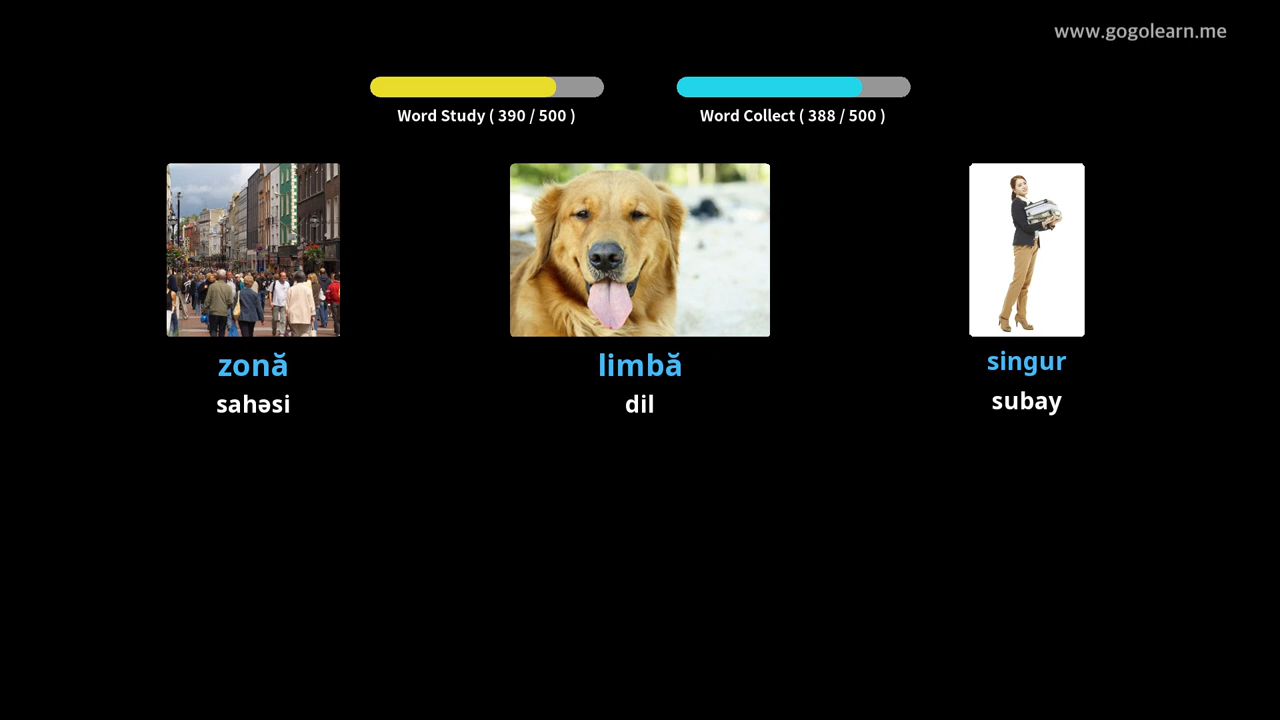 www.gogolearn.me
Word Study ( 390 / 500 )
Word Collect ( 388 / 500 )
zonă
limbă
singur
sahəsi
dil
subay